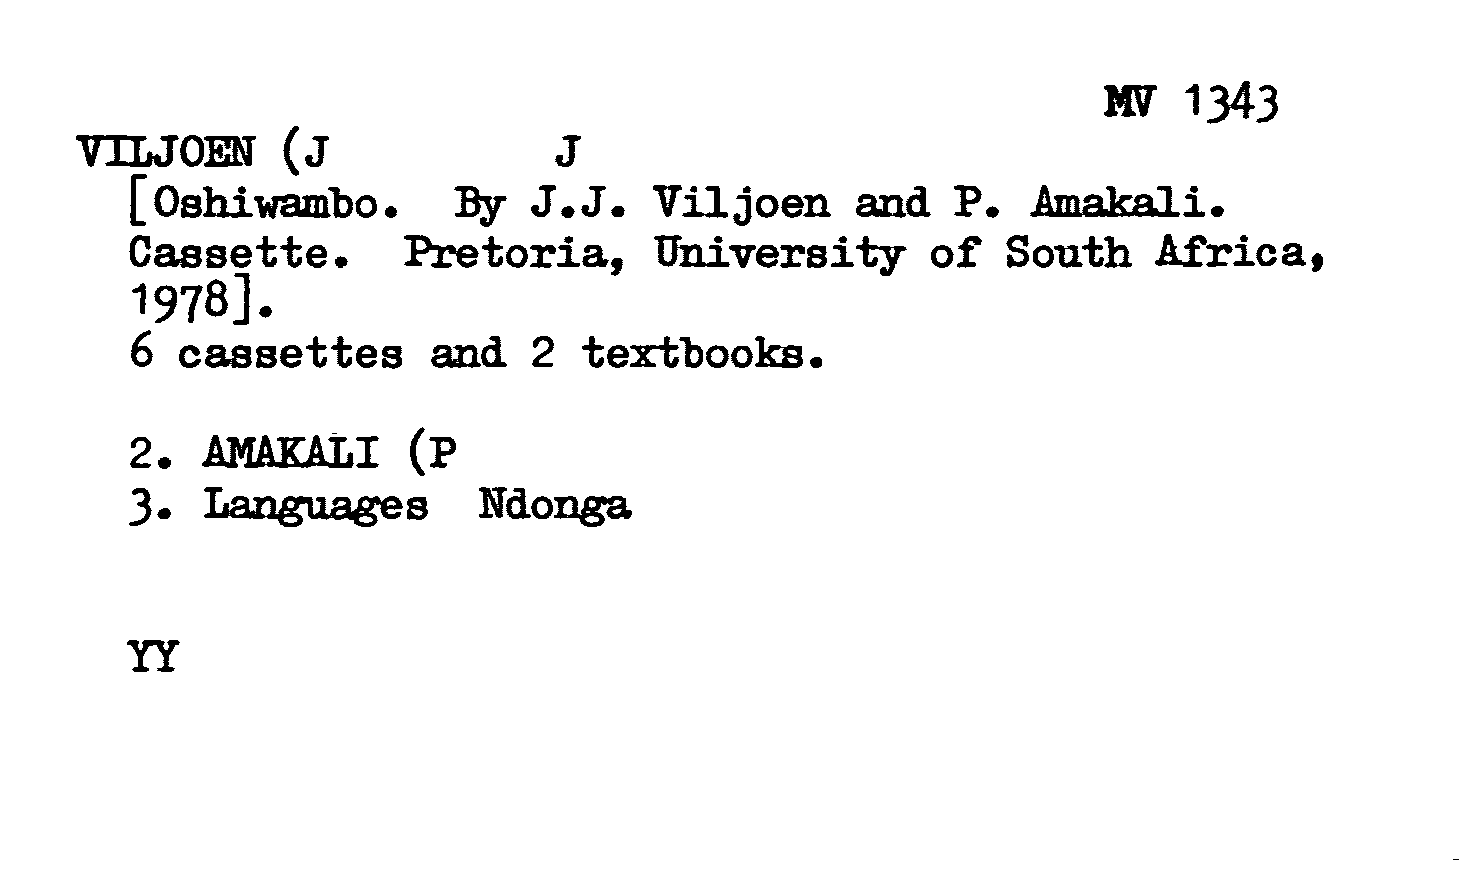 MV 1343
VILJOEN (J          J
[Oshiwambo.  By J.J. Viljoen and P. Amakali.
Cassette.  Pretoria, University of South Africa,
1978].
6 cassettes and 2 textbooks.
2. AMAKALI (P
3. Languages  Ndonga
YY